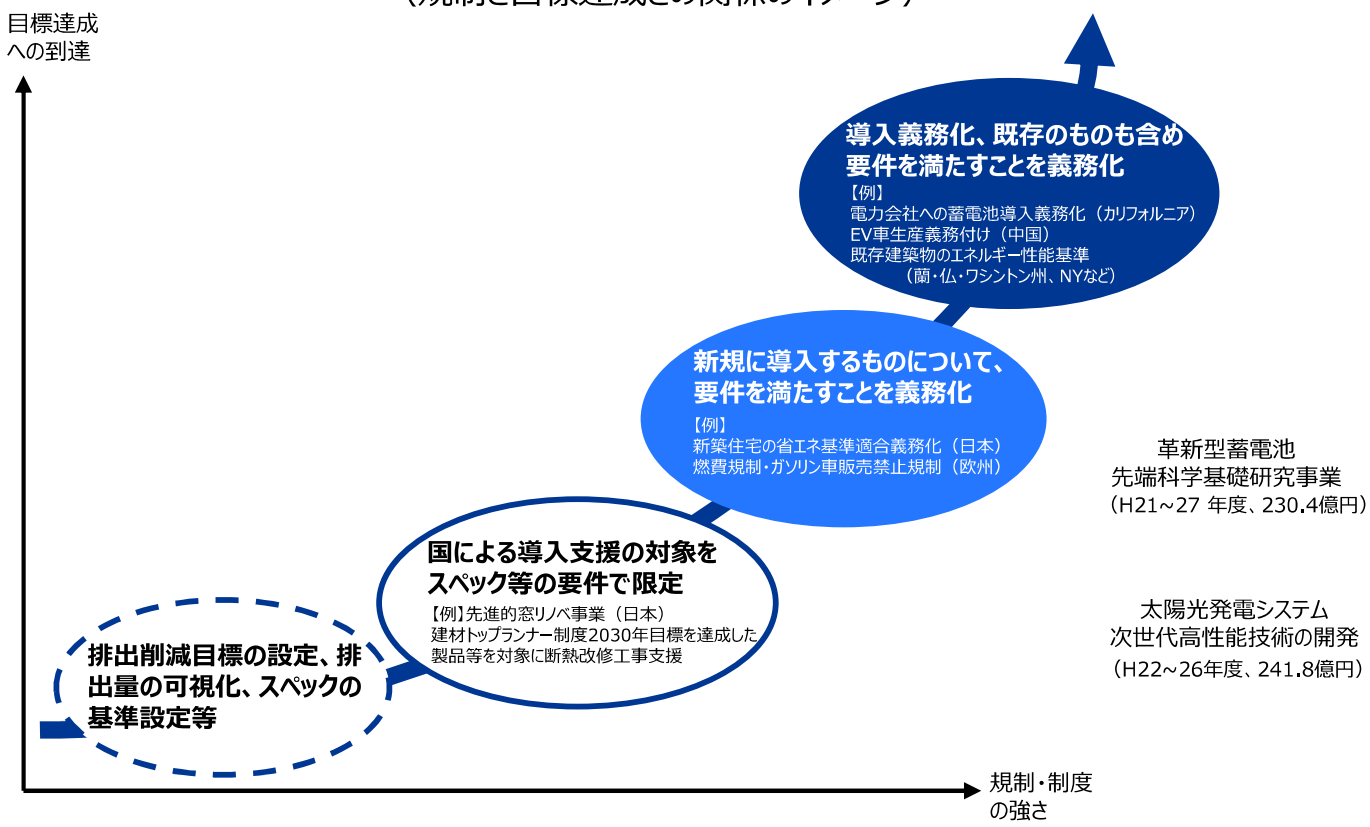 (規制と目標達成との関係のイメージ)
目標達成
への到達
導入義務化、既存のものも含め
要件を満たすことを義務化
【例】
電力会社への蓄電池導入義務化（カリフォルニア）
EV車生産義務付け（中国）
既存建築物のエネルギー性能基準
（蘭・仏・ワシントン州、NYなど）
新規に導入するものについて、
要件を満たすことを義務化
【例】
新築住宅の省エネ基準適合義務化（日本）
燃費規制・ガソリン車販売禁止規制（欧州）
革新型蓄電池
先端科学基礎研究事業
（H21~27 年度、230.4億円）
国による導入支援の対象を
スペック等の要件で限定
【例】先進的窓リノベ事業（日本）
建材トップランナー制度2030年目標を達成した
製品等を対象に断熱改修工事支援
太陽光発電システム
次世代高性能技術の開発
（H22~26年度、241.8億円）
排出削減目標の設定、排
出量の可視化、スペックの
基準設定等
規制・制度
の強さ